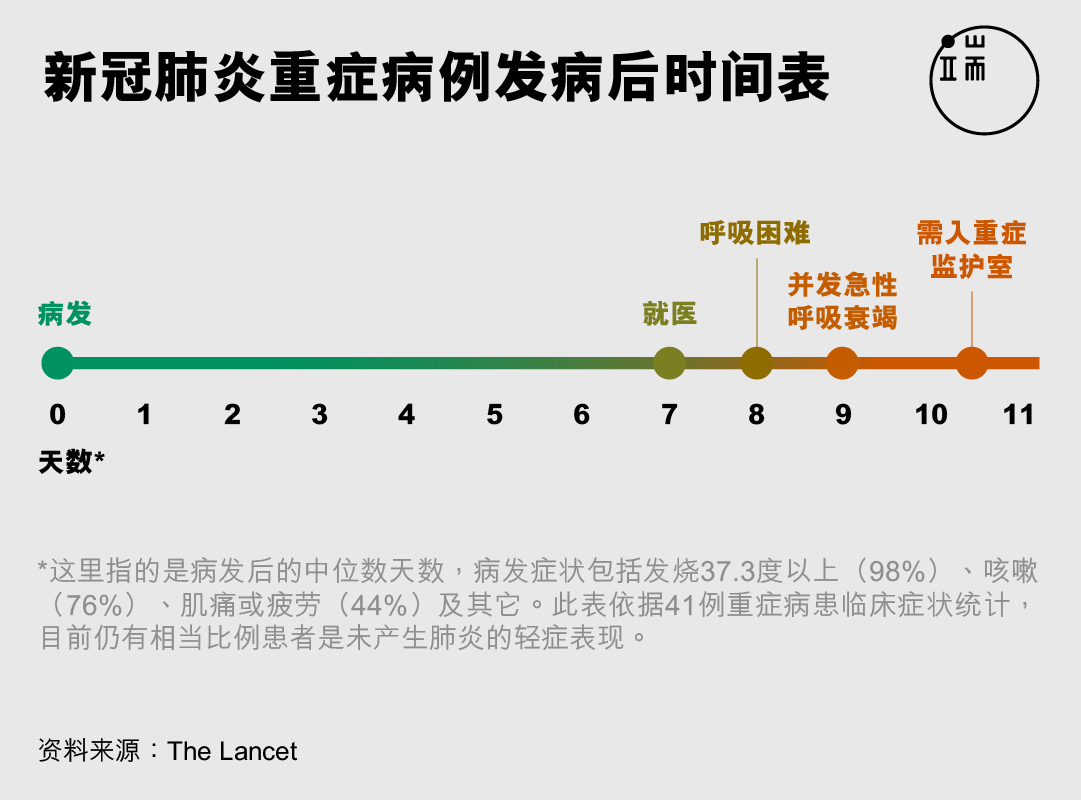 新冠肺炎重症病例发病后时间表
端
呼吸困难
需入重症
监护室
并发急性
呼吸衰竭
病发
就医
0 1 2 3 4 5 6 7 8 9 10 11
天数*
*这里指的是病发后的中位数天数，病发症状包括发烧37.3度以上（98%）、咳嗽
（76%）、肌痛或疲劳（44%）及其它。此表依据41例重症病患临床症状统计，
目前仍有相当比例患者是未产生肺炎的轻症表现。
资料来源：The Lancet